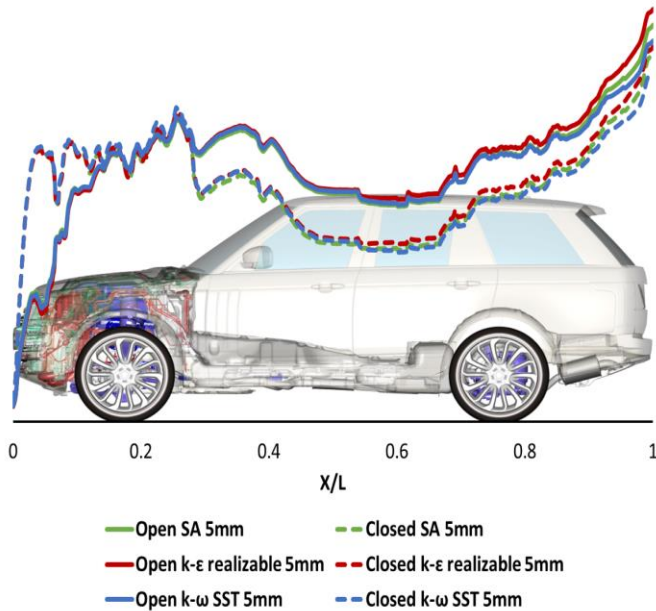 0 0.2 0.4 0.6 0.8 1
X/L
Open SA 5mm Closed SA 5mm
Open k-ε realizable 5mm Closed k-ε realizable 5mm
Open k-ω SST 5mm Closed k-ω SST 5mm